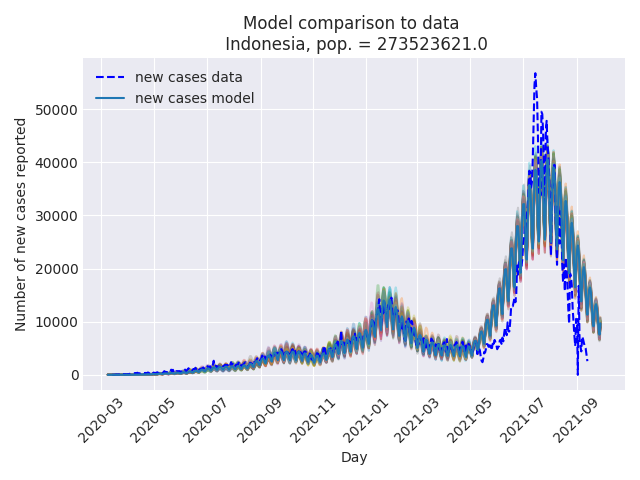 Model comparison to data
Indonesia, pop. = 273523621.0
new cases data
new cases model
Number of new cases reported
50000
40000
30000
20000
10000
0
2020-03
2020-05
2020-07
2020-09
2020-11
2021-01
2021-03
2021-05
2021-07
2021-09
Day